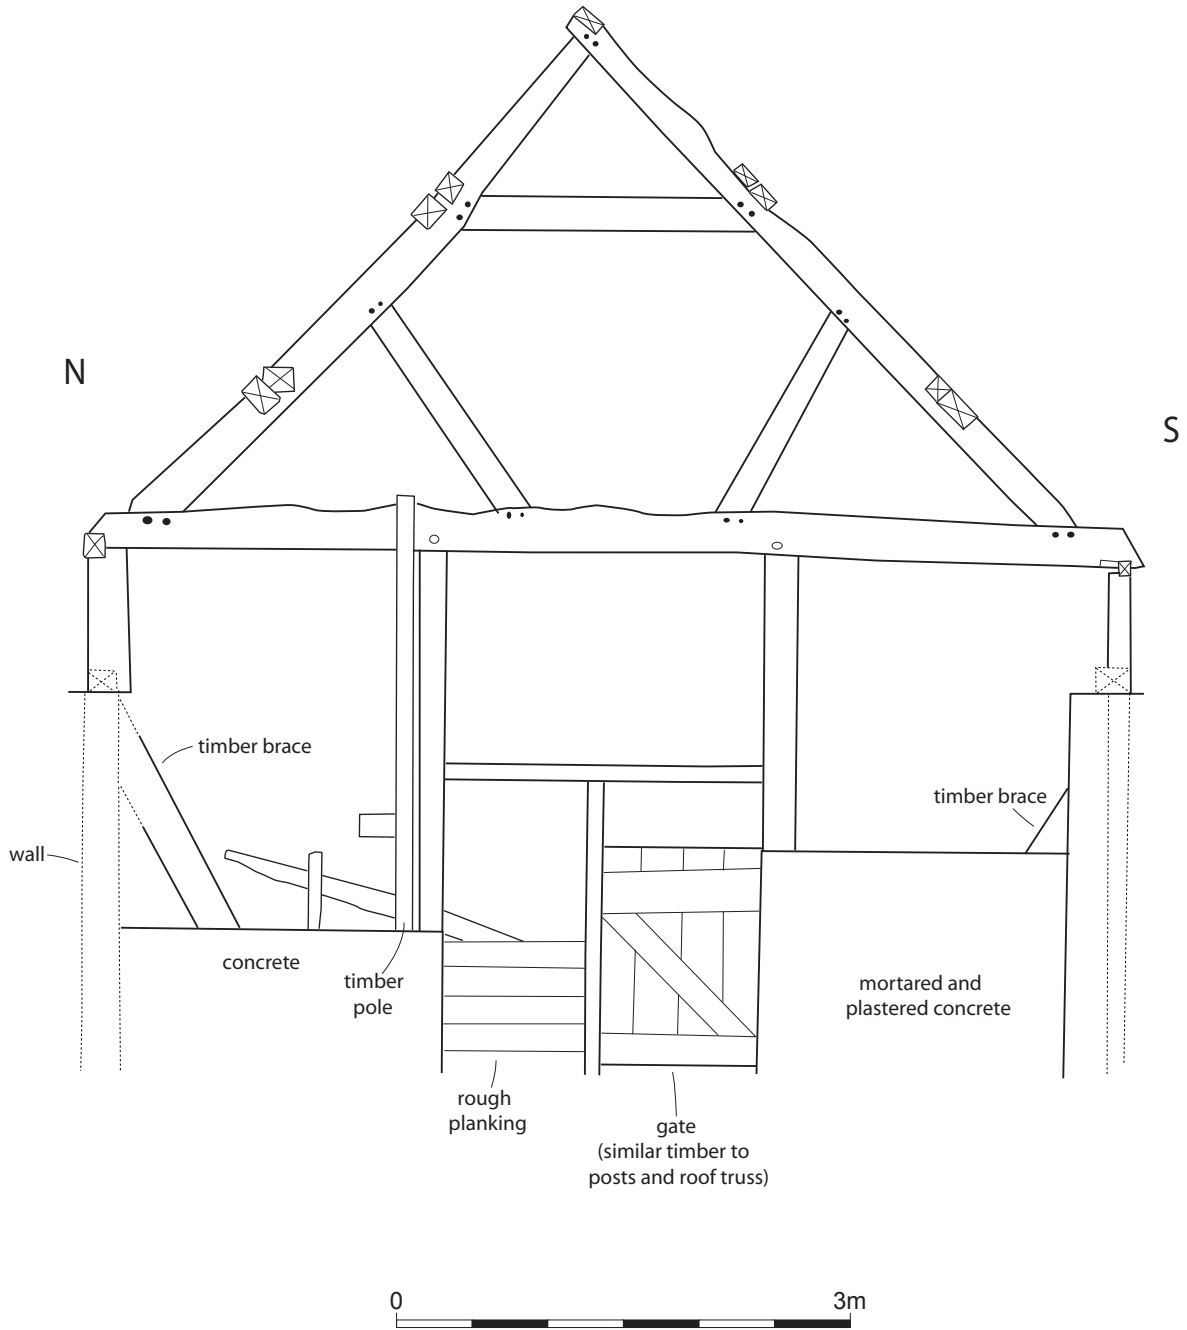 N
S
timber brace
timber brace
wall
concrete
timber
pole
mortared and
plastered concrete
rough
planking
gate
(similar timber to
posts and roof truss)
0
3m